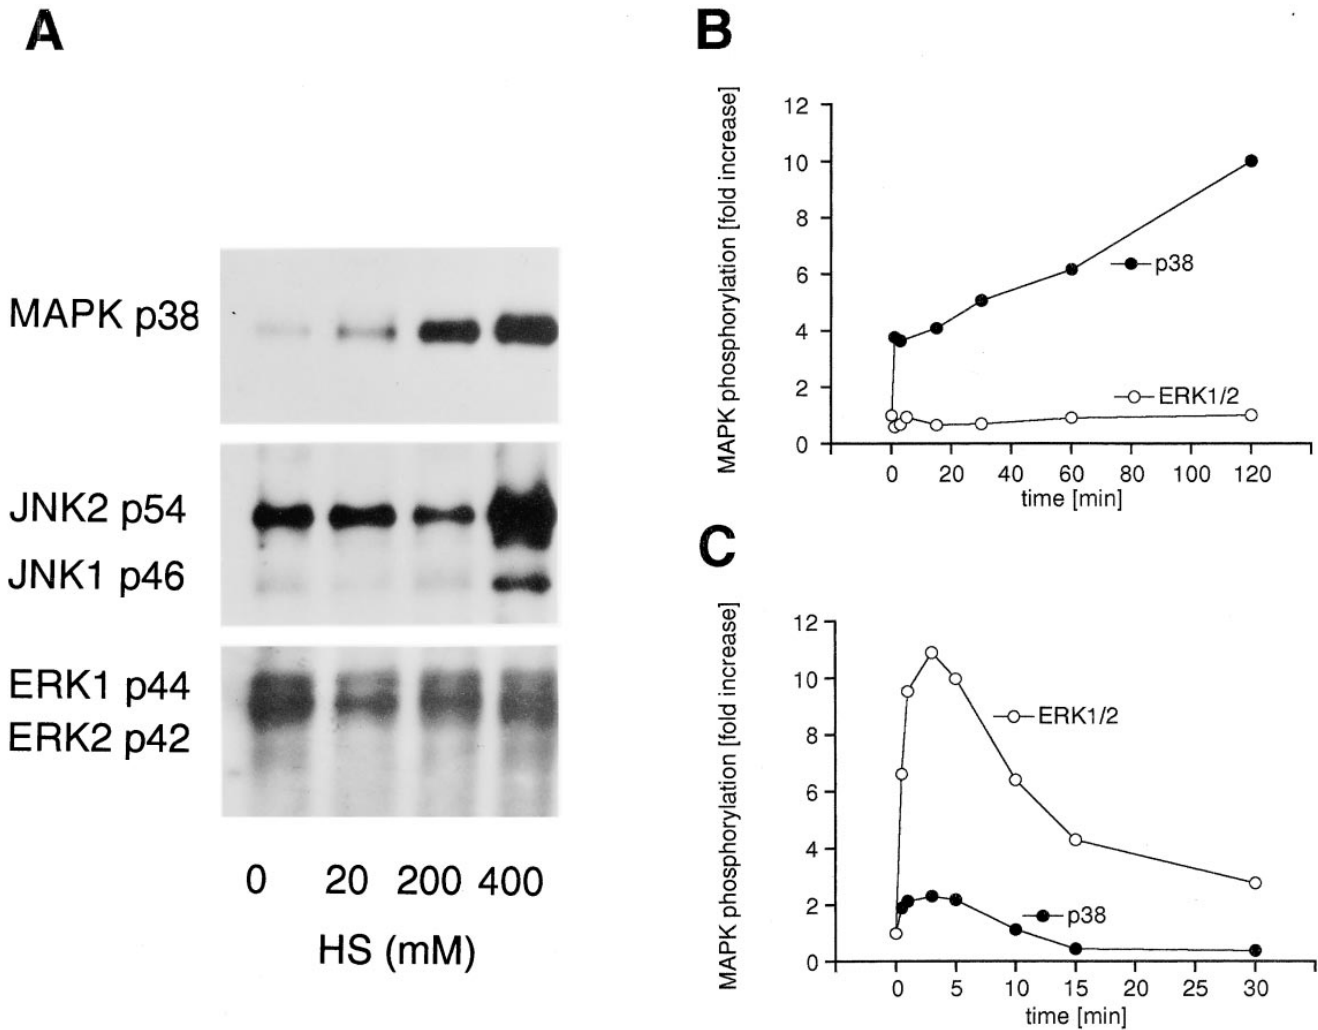 A
MAPK p38
JNK2 p54
JNK1 p46
ERK1 p44
ERK2 p42
0 20 200 400
HS (mM)
B
MAPK phosphorylation [fold increase]
12
10
8
6
4
2
0
p38
ERK1/2
0 20 40 60 80 100 120
time [min]
C
MAPK phosphorylation [fold increase]
12
10
8
6
4
2
0
ERK1/2
p38
0 5 10 15 20 25 30
time [min]